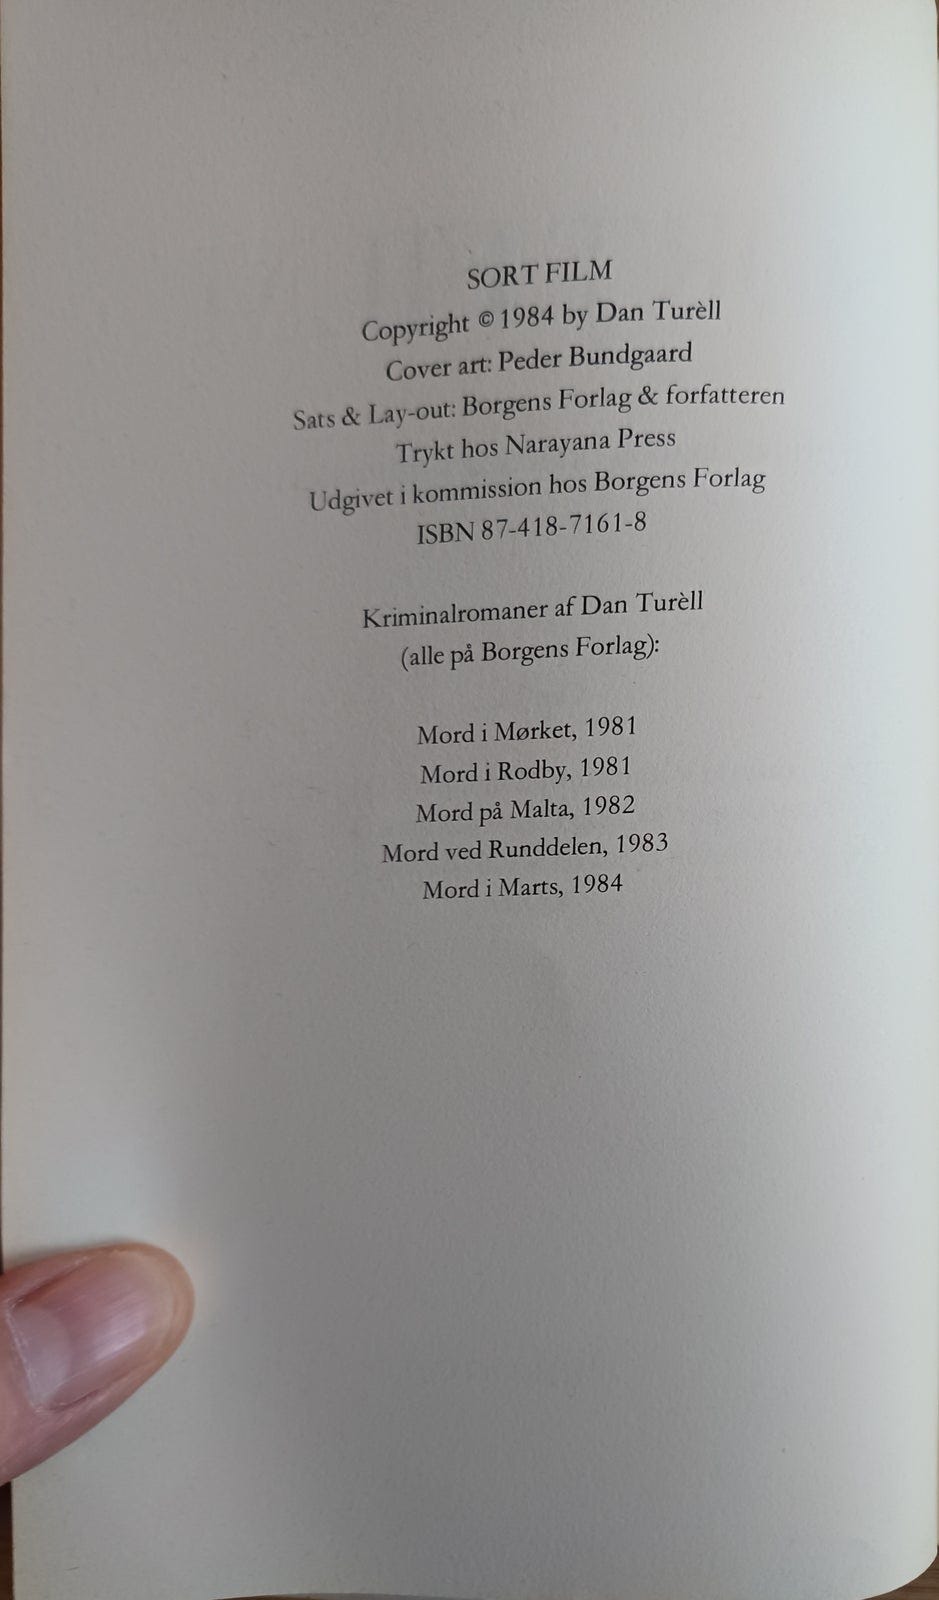 SORT FILM
Copyright © 1984 by Dan Turèll
Cover art: Peder Bundgaard
Sats & Lay-out: Borgens Forlag & forfatteren
Trykt hos Narayana Press
Udgivet i kommission hos Borgens Forlag
ISBN 87-418-7161-8
Kriminalromaner af Dan Turèll
(alle på Borgens Forlag):
Mord i Mørket, 1981
Mord i Rodby, 1981
Mord på Malta, 1982
Mord ved Runddelen, 1983
Mord i Marts, 1984